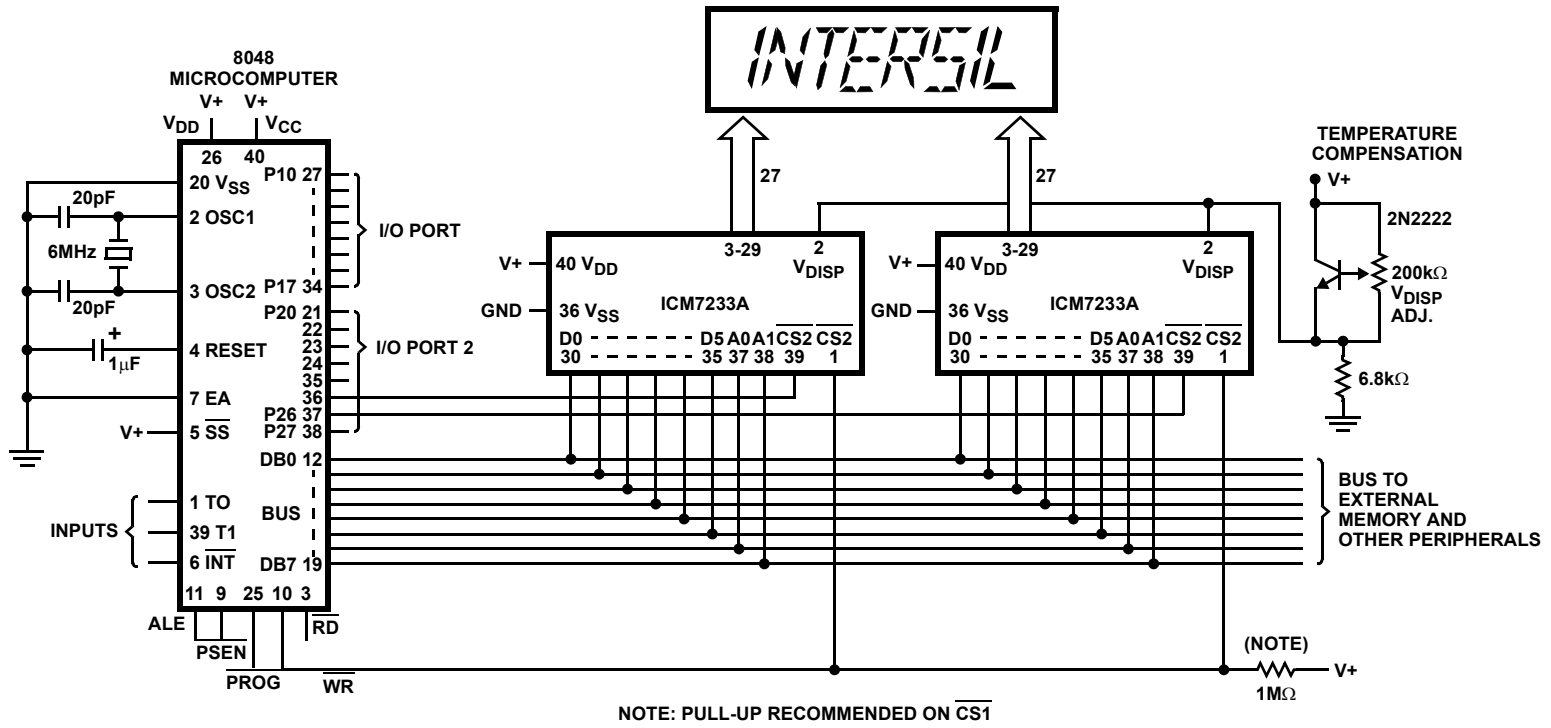 INTERSIL
8048
MICROCOMPUTER
V+ V+
VDD VCC
26 40
20 VSS
P10 27
20pF
2 OSC1
6MHz
I/O PORT
3 OSC2
P17 34
20pF
P20 21
22
+
4 RESET
23
I/O PORT 2
1μF
24
35
7 EA
36
P26 37
V+
5 SS
P27 38
DB0 12
1 TO
BUS
INPUTS
39 T1
6 INT
DB7 19
11 9 25 10 3
ALE
RD
PSEN
PROG
WR
27
27
3-29
2
V+
40 VDD
VDISP
ICM7233A
GND
36 VSS
D0 - - - - - - - D5 A0 A1 CS2 CS2
30 - - - - - - - 35 37 38 39 1
3-29
2
V+
40 VDD
VDISP
ICM7233A
GND
36 VSS
D0 - - - - - - - D5 A0 A1 CS2 CS2
30 - - - - - - - 35 37 38 39 1
TEMPERATURE
COMPENSATION
V+
2N2222
200kΩ
VDISP
ADJ.
6.8kΩ
BUS TO
EXTERNAL
MEMORY AND
OTHER PERIPHERALS
(NOTE)
V+
1MΩ
NOTE: PULL-UP RECOMMENDED ON CS1